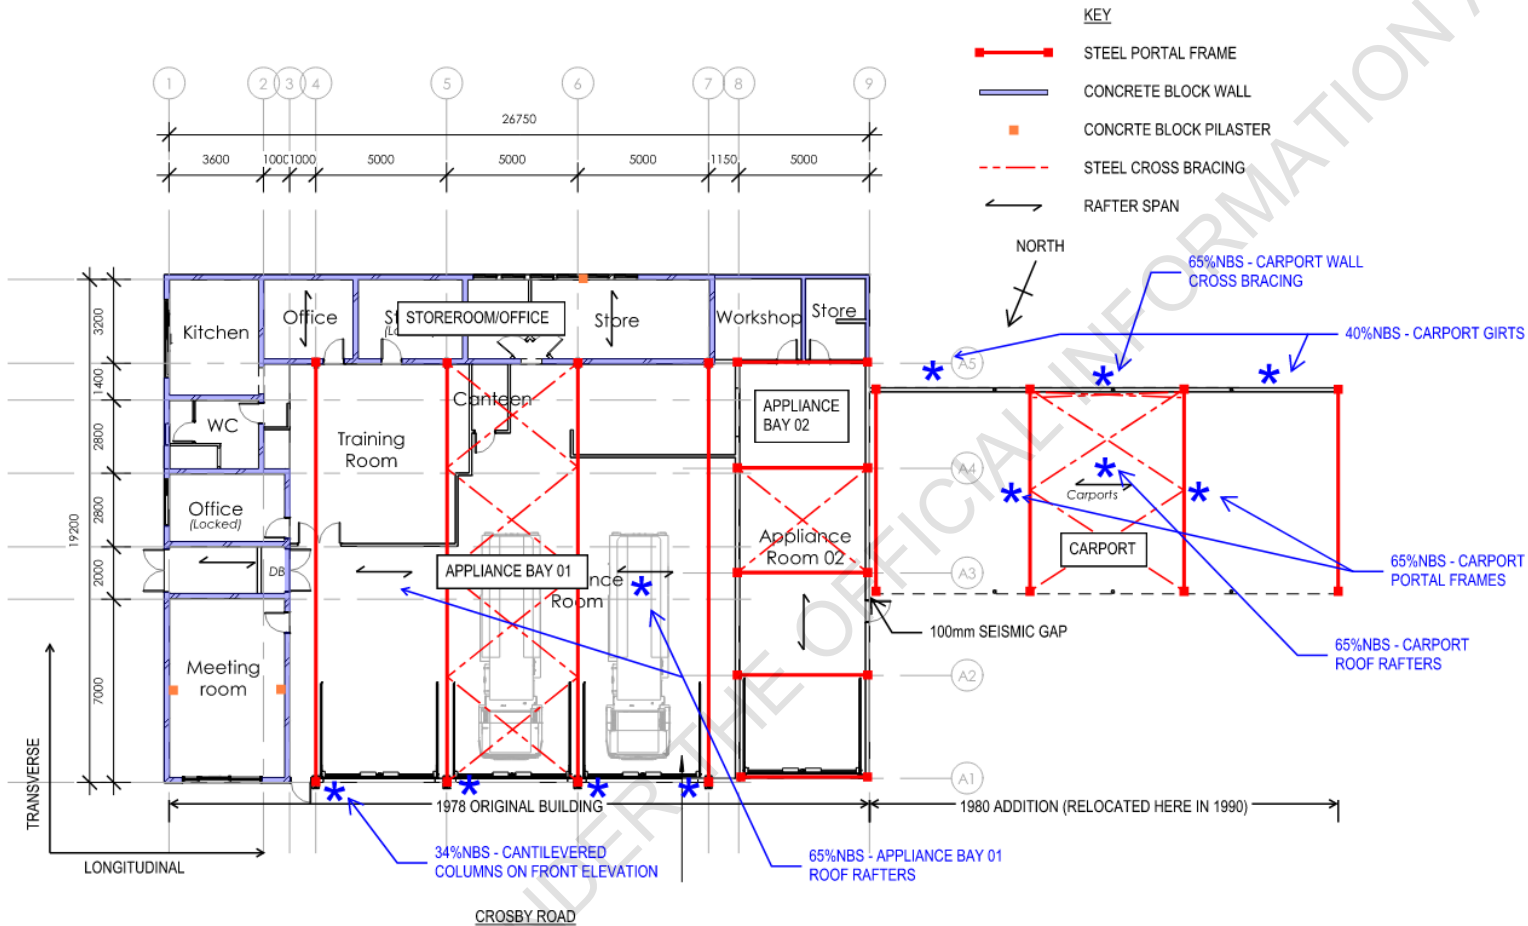 KEY
STEEL PORTAL FRAME
CONCRETE BLOCK WALL
CONCRTE BLOCK PILASTER
STEEL CROSS BRACING
RAFTER SPAN
NORTH
1 2 3 4 5 6 7 8 9
26750
3600 1000 1000 5000 5000 5000 1150 5000
65%NBS - CARPORT WALL
CROSS BRACING
40%NBS - CARPORT GIRTS
3200
1400
2800
2800
2000
7000
19200
Kitchen
Office
STOREROOM/OFFICE
Store
Workshop
Store
A5
WC
Canteen
Training
Room
APPLIANCE
BAY 02
A4
Carports
Office
(Locked)
Appliance
Room 02
CARPORT
DB
APPLIANCE BAY 01
Room
A3
65%NBS - CARPORT
PORTAL FRAMES
100mm SEISMIC GAP
65%NBS - CARPORT
ROOF RAFTERS
Meeting
room
A2
A1
TRANSVERSE
LONGITUDINAL
1978 ORIGINAL BUILDING
1980 ADDITION (RELOCATED HERE IN 1990)
34%NBS - CANTILEVERED
COLUMNS ON FRONT ELEVATION
65%NBS - APPLIANCE BAY 01
ROOF RAFTERS
CROSBY ROAD
THE OFFICIAL INFORMATION